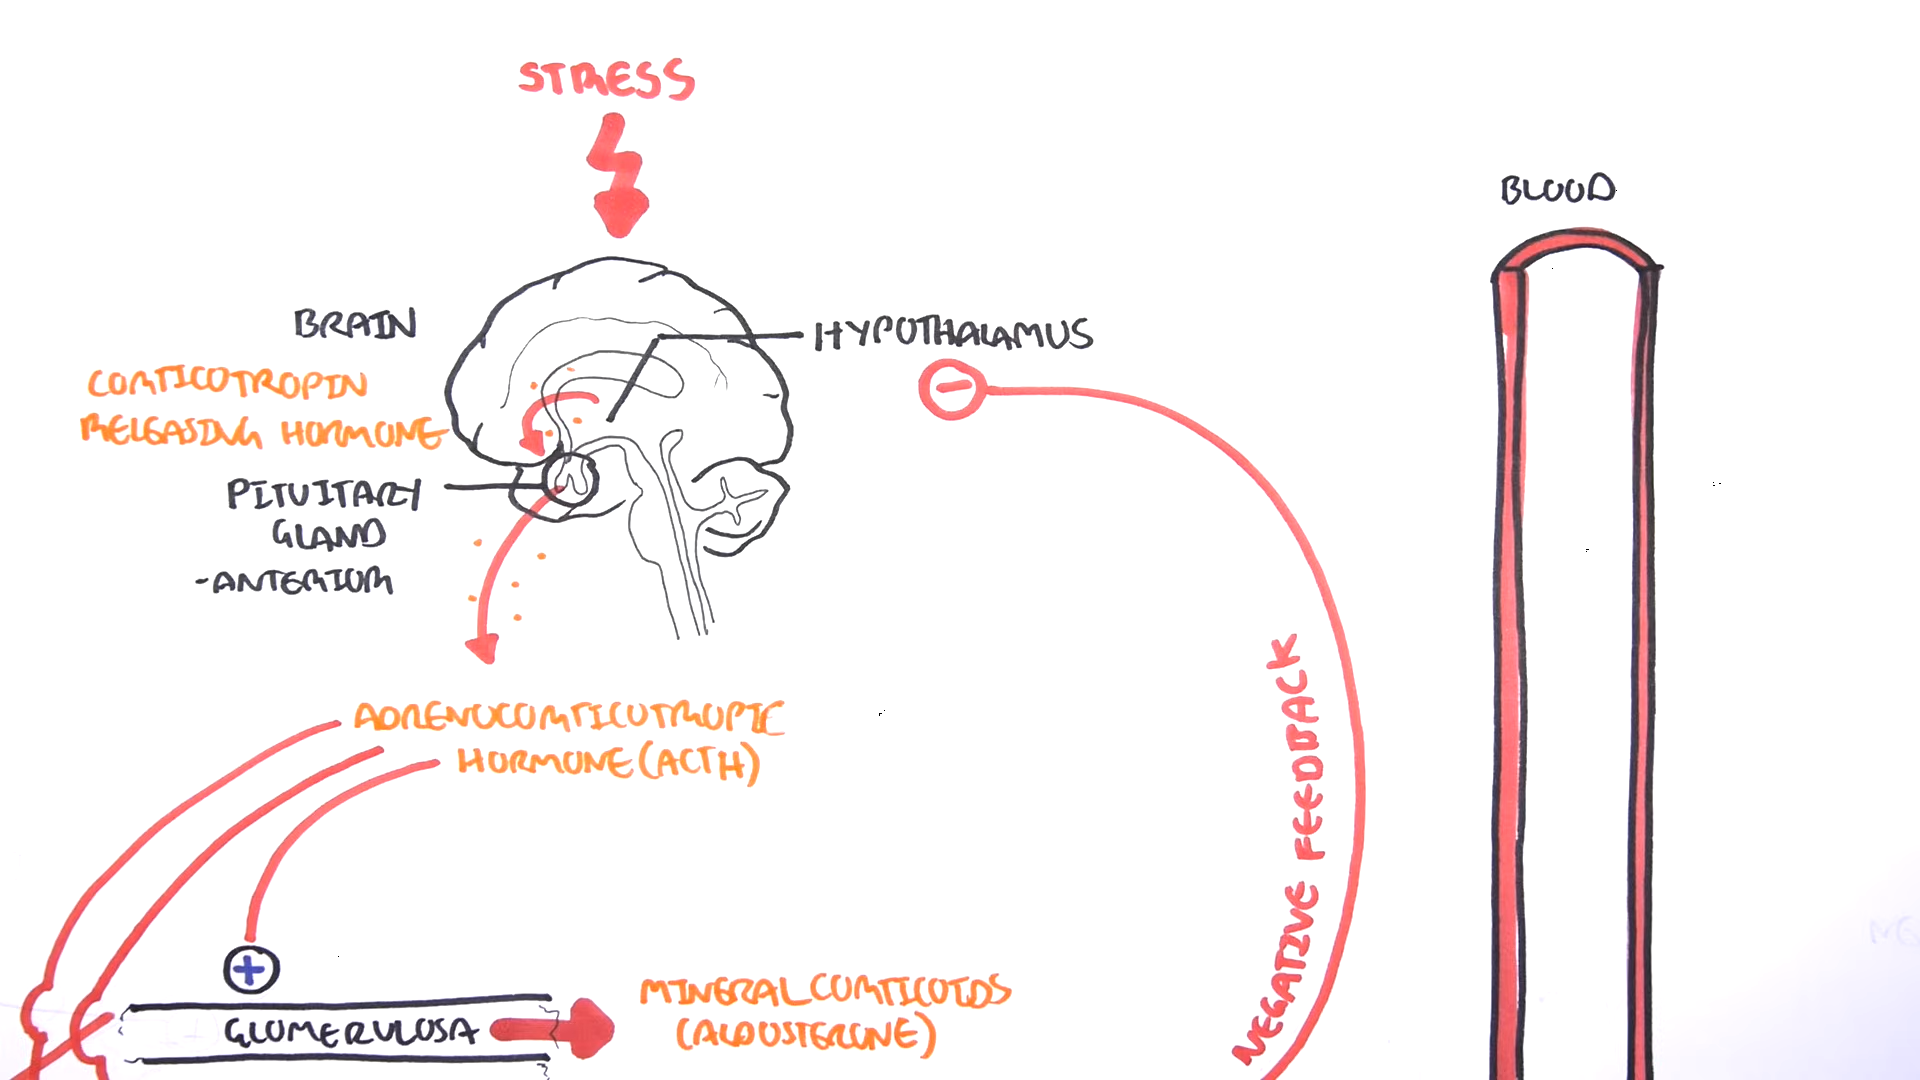 STRESS
BLOOD
BRAIN
HYPOTHALAMUS
CORTICOTROPIN
RELEASING HORMONE
PITUITARY
GLAND
-ANTERIOR
ADRENOCORTICOTROPIC
HORMONE (ACTH)
NEGATIVE FEEDBACK
MINERALCORTICOIDS
(ALDOSTERONE)
GLOMERULOSA